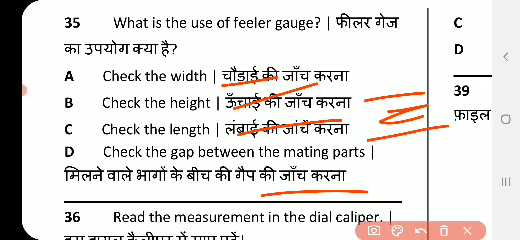 35 What is the use of feeler gauge? | फीलर गेज
का उपयोग क्या है?
A Check the width | चौड़ाई की जाँच करना
B Check the height | ऊँचाई की जाँच करना
C Check the length | लंबाई की जांच करना
D Check the gap between the mating parts |
मिलने वाले भागों के बीच की गैप की जाँच करना
36 Read the measurement in the dial caliper. |
C
D
39
फ़ाइल